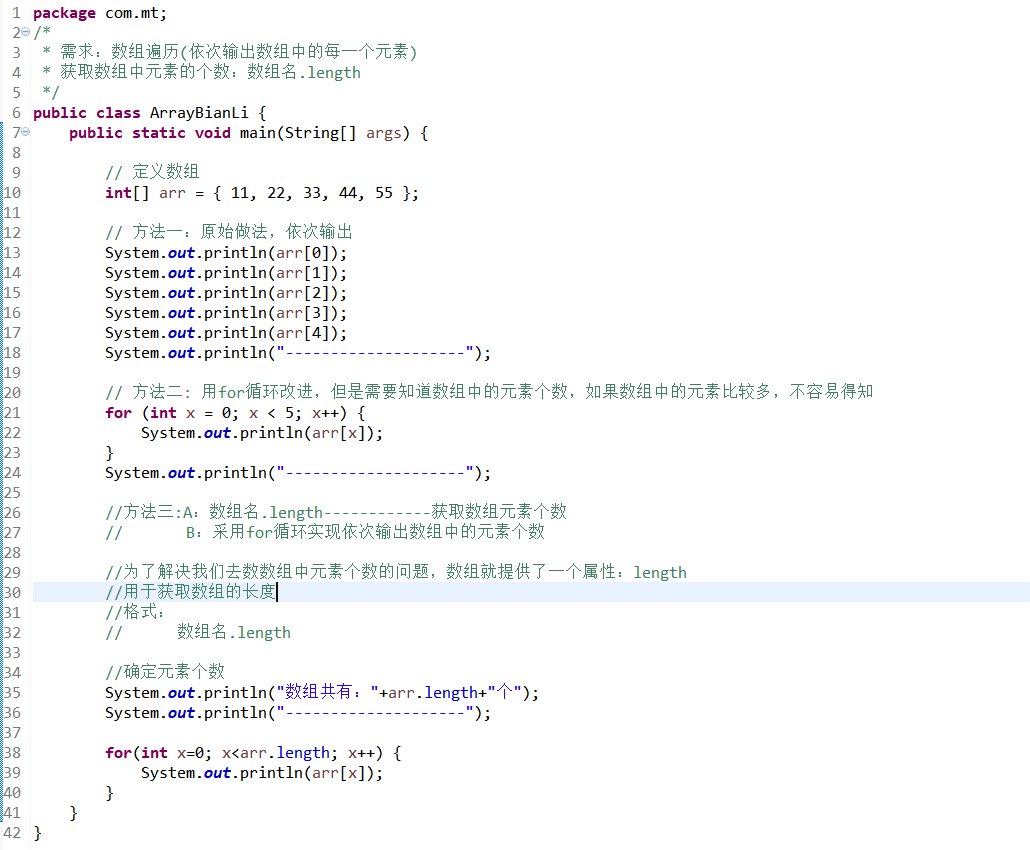 1 package com.mt;
2 /*
3  * 需求：数组遍历(依次输出数组中的每一个元素)
4  * 获取数组中元素的个数：数组名.length
5  */
6 public class ArrayBianLi {
7     public static void main(String[] args) {
8
9         // 定义数组
10         int[] arr = { 11, 22, 33, 44, 55 };
11
12         // 方法一：原始做法，依次输出
13         System.out.println(arr[0]);
14         System.out.println(arr[1]);
15         System.out.println(arr[2]);
16         System.out.println(arr[3]);
17         System.out.println(arr[4]);
18         System.out.println("--------------------");
19
20         // 方法二: 用for循环改进，但是需要知道数组中的元素个数，如果数组中的元素比较多，不容易得知
21         for (int x = 0; x < 5; x++) {
22             System.out.println(arr[x]);
23         }
24         System.out.println("--------------------");
25
26         //方法三:A：数组名.length------------获取数组元素个数
27         //       B：采用for循环实现依次输出数组中的元素个数
28
29         //为了解决我们去数数组中元素个数的问题，数组就提供了一个属性：length
30         //用于获取数组的长度
31         //格式：
32         //      数组名.length
33
34         //确定元素个数
35         System.out.println("数组共有："+arr.length+"个");
36         System.out.println("--------------------");
37
38         for(int x=0; x<arr.length; x++) {
39             System.out.println(arr[x]);
40         }
41     }
42 }